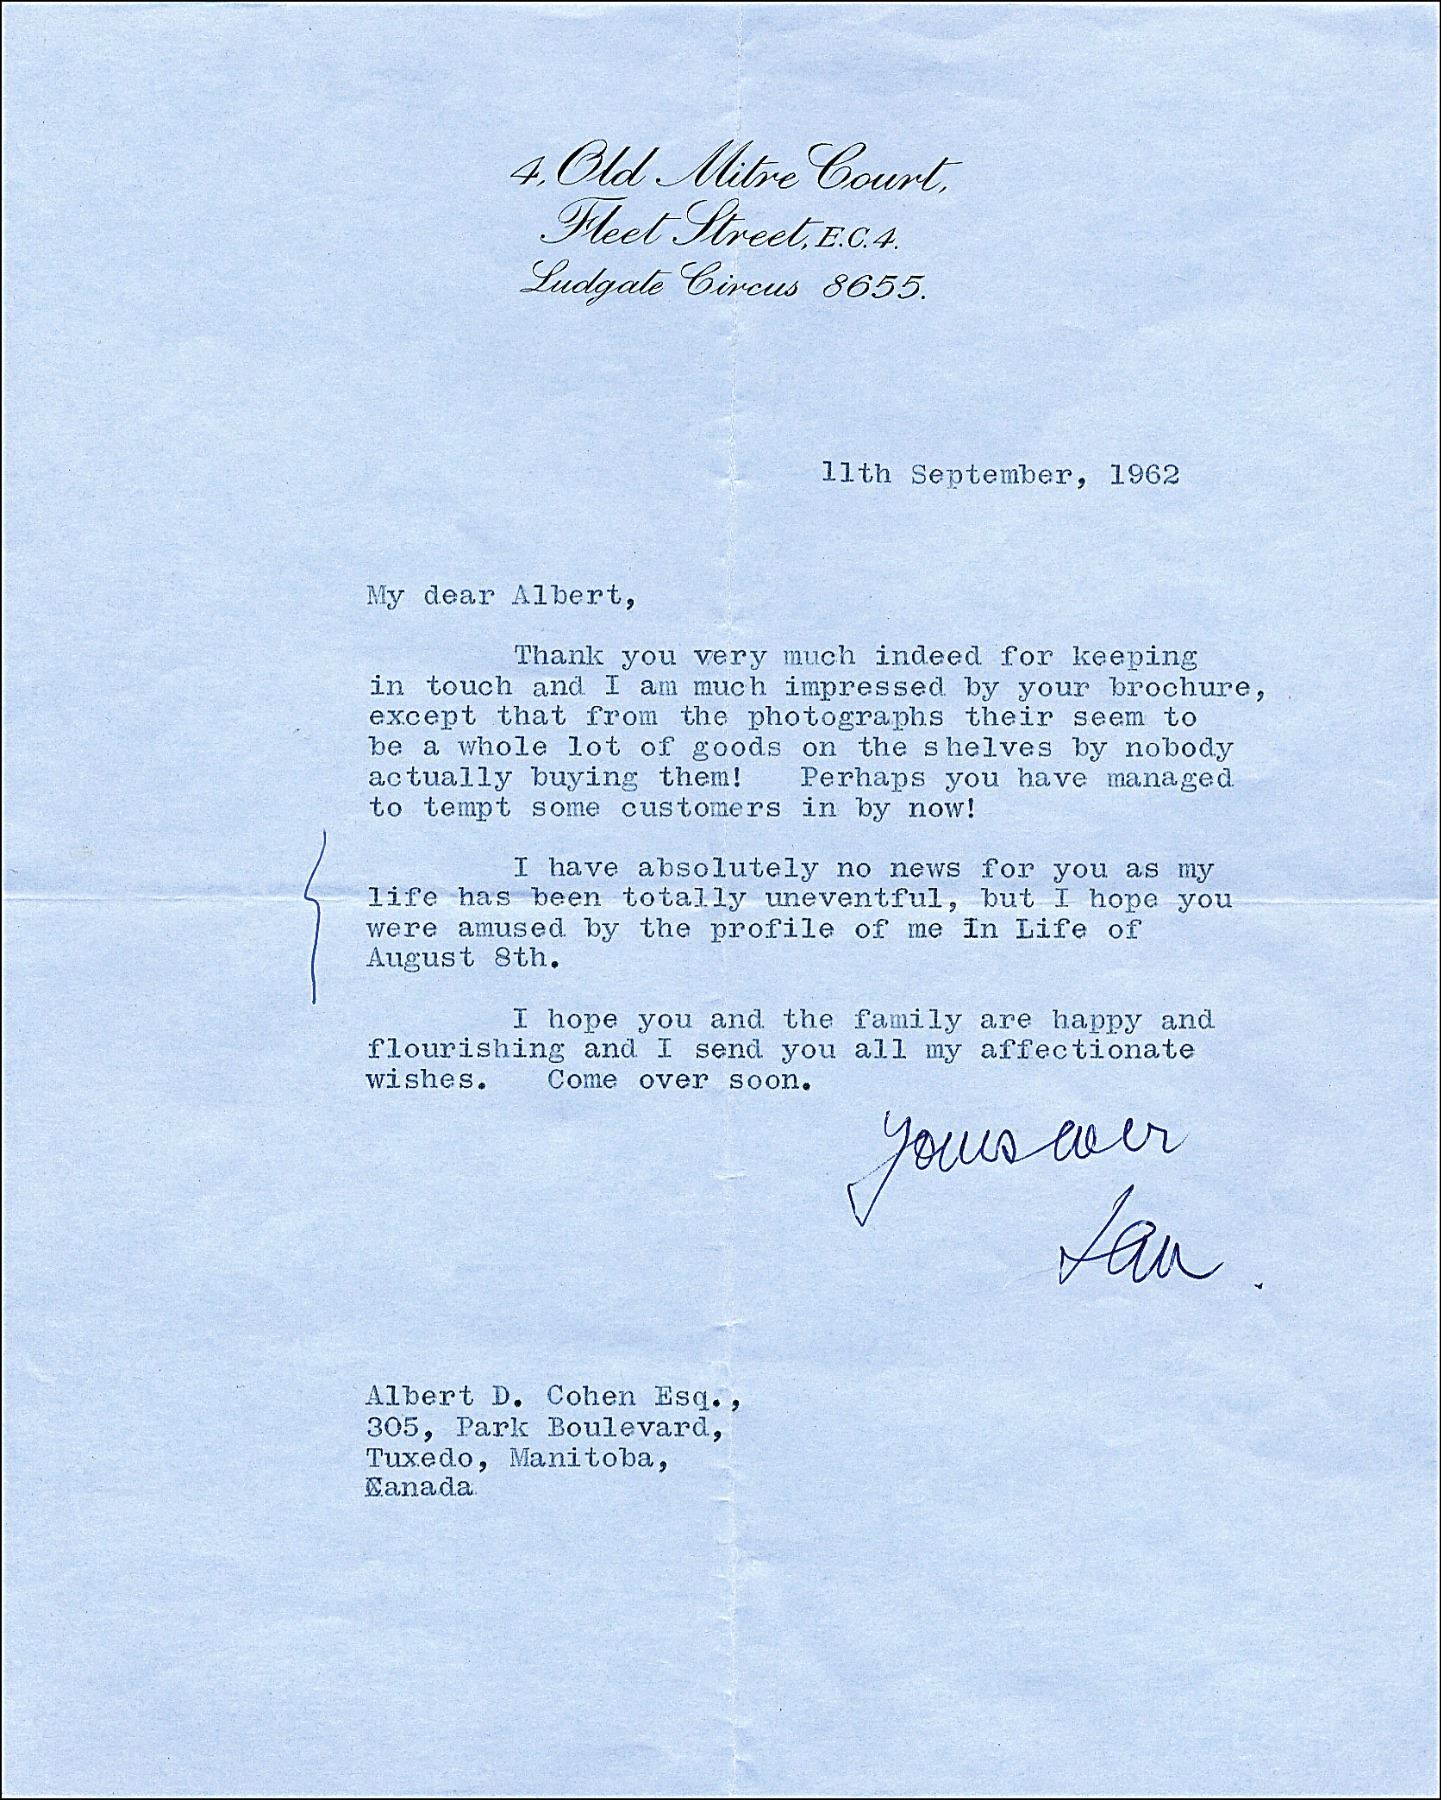 4, Old Mitre Court,
Fleet Street, E.C.4.
Ludgate Circus 8655.
11th September, 1962
My dear Albert,
Thank you very much indeed for keeping
in touch and I am much impressed by your brochure,
except that from the photographs their seem to
be a whole lot of goods on the shelves by nobody
actually buying them! Perhaps you have managed
to tempt some customers in by now!
I have absolutely no news for you as my
life has been totally uneventful, but I hope you
were amused by the profile of me In Life of
August 8th.
I hope you and the family are happy and
flourishing and I send you all my affectionate
wishes. Come over soon.
Yours ever
Ian.
Albert D. Cohen Esq.,
305, Park Boulevard,
Tuxedo, Manitoba,
Canada